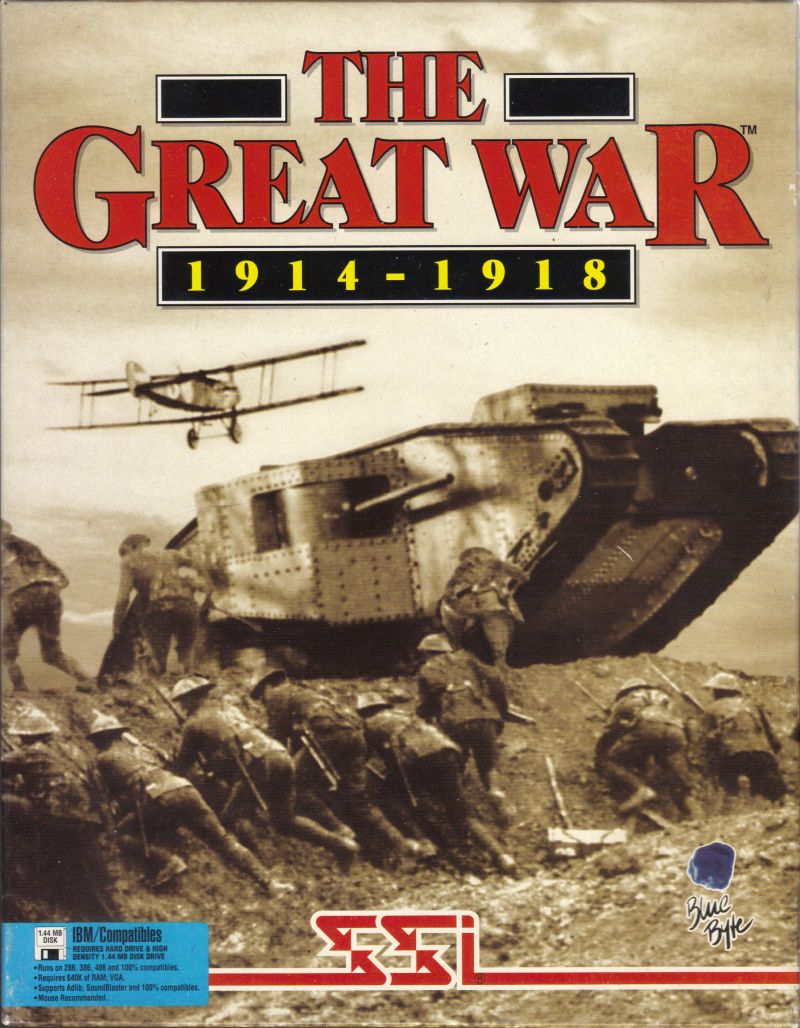 THE
GREAT WAR™
1914-1918
1.44 MB
DISK
IBM/Compatibles
REQUIRES HARD DRIVE & HIGH
DENSITY 1.44 MB DISK DRIVE
•Runs on 286, 386, 486 and 100% compatibles.
•Requires 640K of RAM; VGA.
•Supports Adlib, SoundBlaster and 100% compatibles.
•Mouse Recommended.
SSi®
Blue
Byte